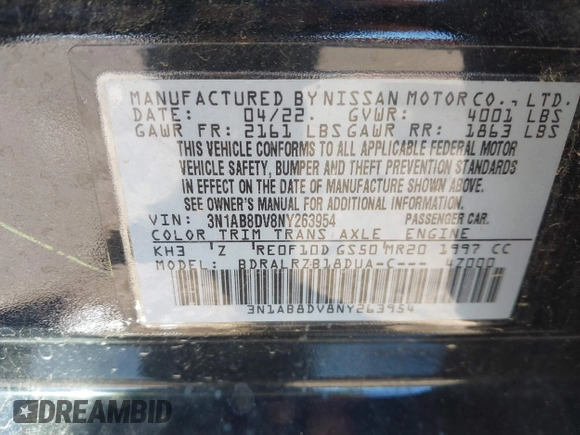 MANUFACTURED BY NISSAN MOTOR CO., LTD.
DATE: 04/22. GVWR: 4001 LBS
GAWR FR: 2161 LBS GAWR RR: 1863 LBS
THIS VEHICLE CONFORMS TO ALL APPLICABLE FEDERAL MOTOR
VEHICLE SAFETY, BUMPER AND THEFT PREVENTION STANDARDS
IN EFFECT ON THE DATE OF MANUFACTURE SHOWN ABOVE.
SEE OWNER'S MANUAL FOR ADDITIONAL INFORMATION.
VIN: 3N1AB8DV8NY263954 PASSENGER CAR.
COLOR TRIM TRANS AXLE ENGINE
KH3 Z RE0F10D GS50 MR20 1997 CC
MODEL: BDRALRZB18DUA-C--- 47000
3N1AB8DV8NY263954
DREAMBID